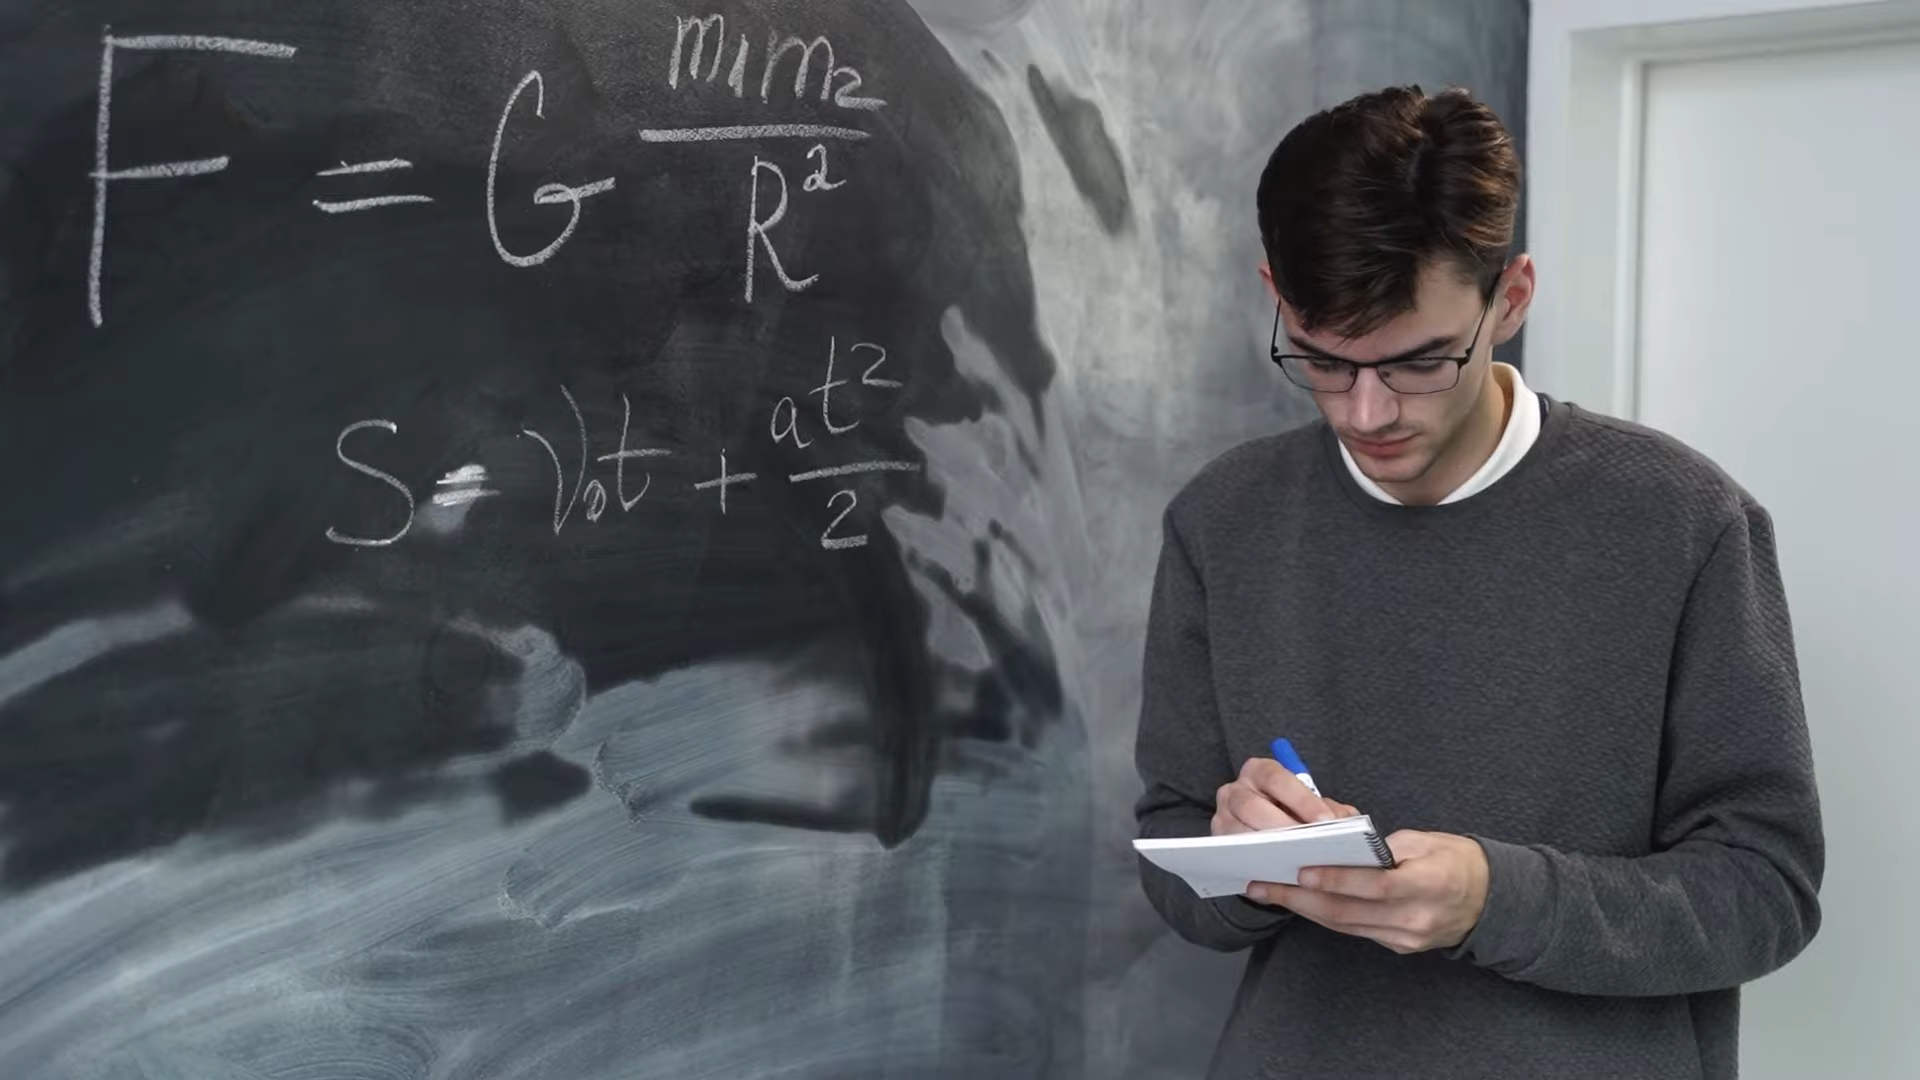 F = G m₁m₂/R²
S = V₀t + at²/2